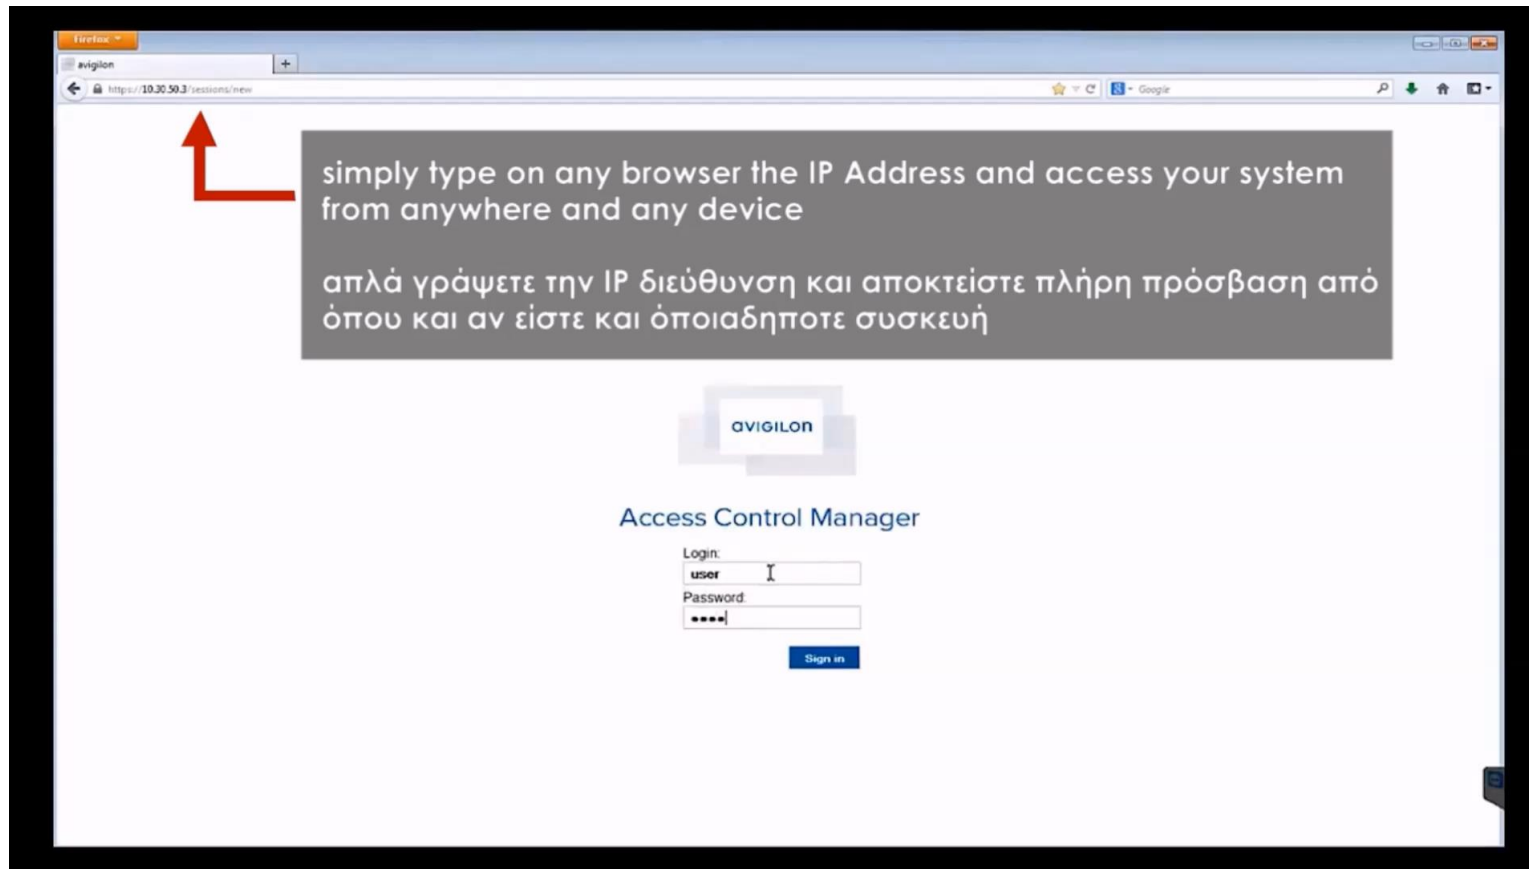 Firefox
avigilon
https://10.30.50.3/sessions/new
Google
simply type on any browser the IP Address and access your system
from anywhere and any device
απλά γράψετε την IP διεύθυνση και αποκτείστε πλήρη πρόσβαση από
όπου και αν είστε και όποιαδηποτε συσκευή
avigilon
Access Control Manager
Login:
user
Password:
Sign in